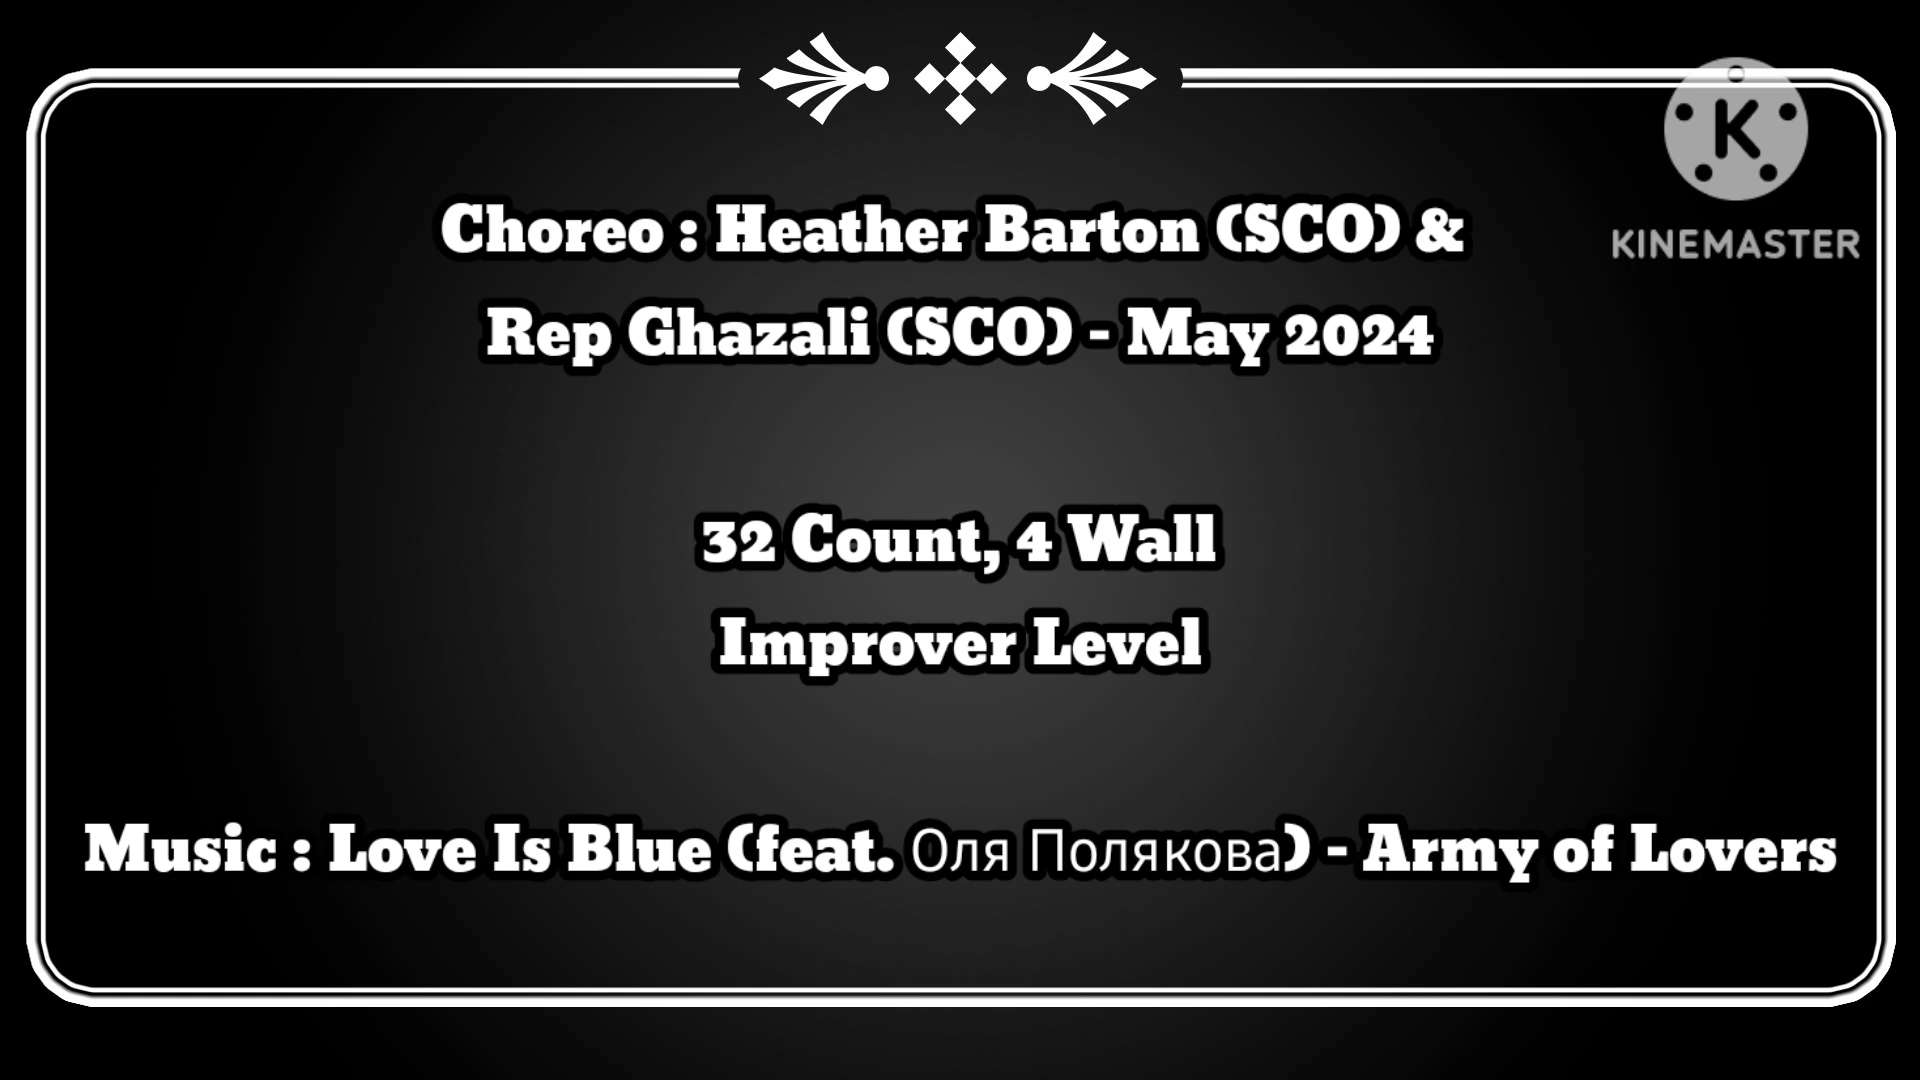 K
KINEMASTER
Choreo : Heather Barton (SCO) &
Rep Ghazali (SCO) - May 2024
32 Count, 4 Wall
Improver Level
Music : Love Is Blue (feat. Оля Полякова) - Army of Lovers